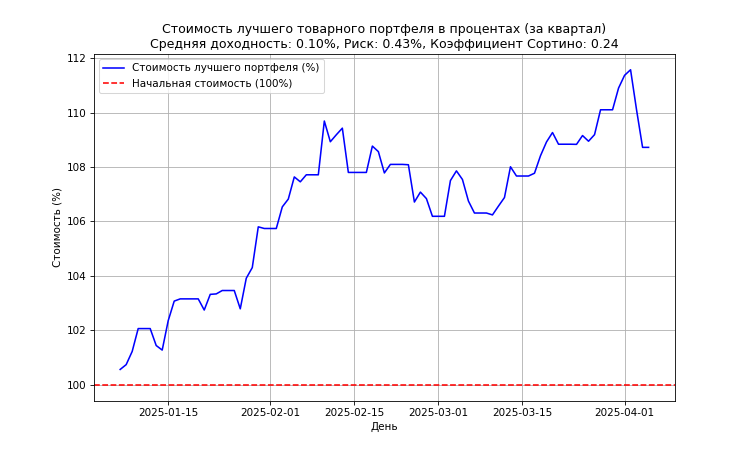 Стоимость лучшего товарного портфеля в процентах (за квартал)
Средняя доходность: 0.10%, Риск: 0.43%, Коэффициент Сортино: 0.24
Стоимость лучшего портфеля (%)
Начальная стоимость (100%)
Стоимость (%)
112
110
108
106
104
102
100
2025-01-15
2025-02-01
2025-02-15
2025-03-01
2025-03-15
2025-04-01
День